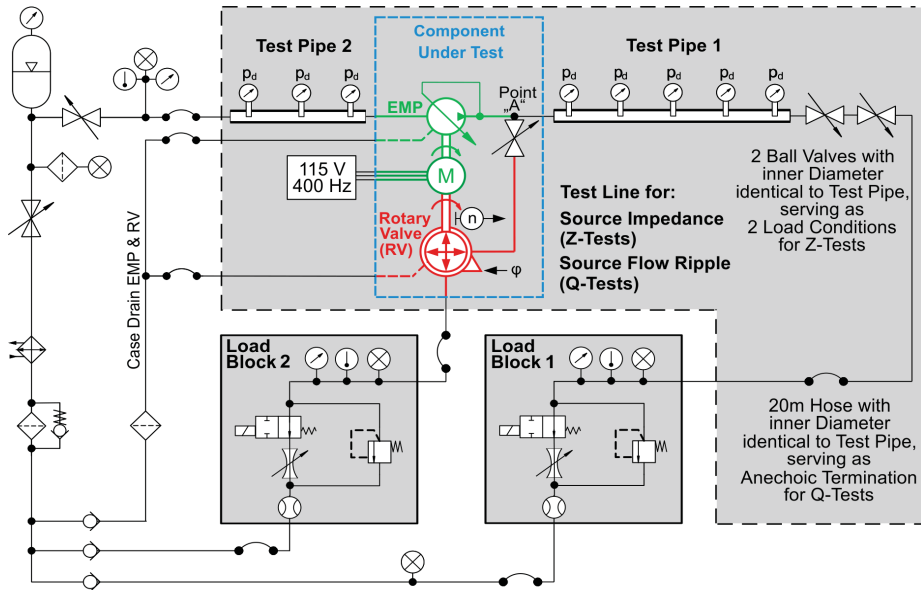 Test Pipe 2
Component
Under Test
Test Pipe 1
pd
pd
pd
pd
pd
pd
pd
pd
EMP
Point
„A“
115 V
400 Hz
M
Rotary
Valve
(RV)
n
φ
Test Line for:
Source Impedance
(Z-Tests)
Source Flow Ripple
(Q-Tests)
2 Ball Valves with
inner Diameter
identical to Test Pipe,
serving as
2 Load Conditions
for Z-Tests
Case Drain EMP & RV
Load
Block 2
Load
Block 1
20m Hose with
inner Diameter
identical to Test Pipe,
serving as
Anechoic Termination
for Q-Tests